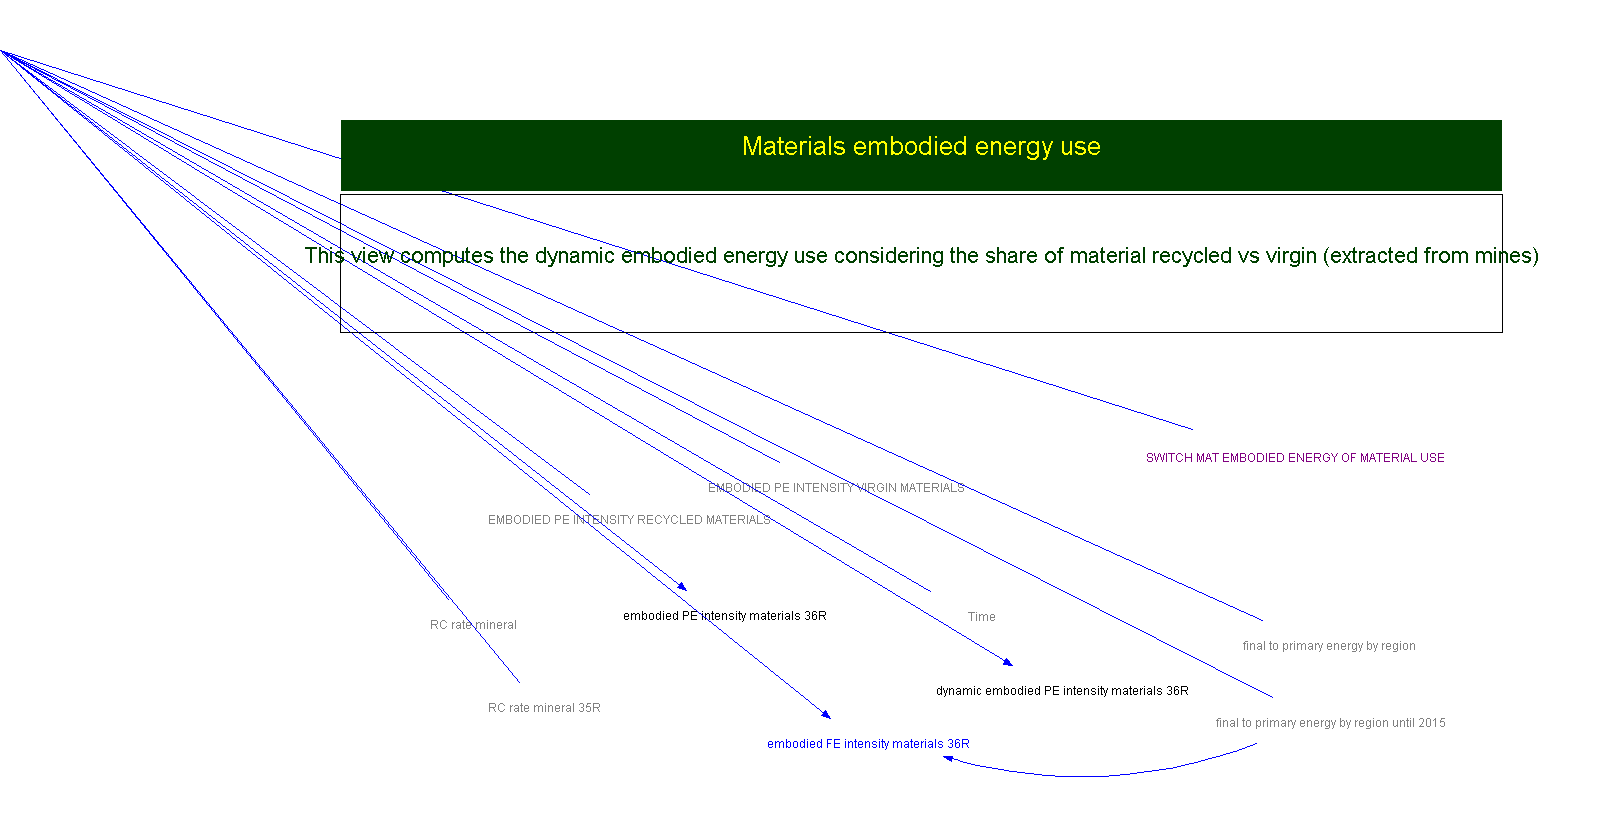 Materials embodied energy use
This view computes the dynamic embodied energy use considering the share of material recycled vs virgin (extracted from mines)
SWITCH MAT EMBODIED ENERGY OF MATERIAL USE
EMBODIED PE INTENSITY VIRGIN MATERIALS
EMBODIED PE INTENSITY RECYCLED MATERIALS
embodied PE intensity materials 36R
Time
RC rate mineral
final to primary energy by region
dynamic embodied PE intensity materials 36R
RC rate mineral 35R
final to primary energy by region until 2015
embodied FE intensity materials 36R